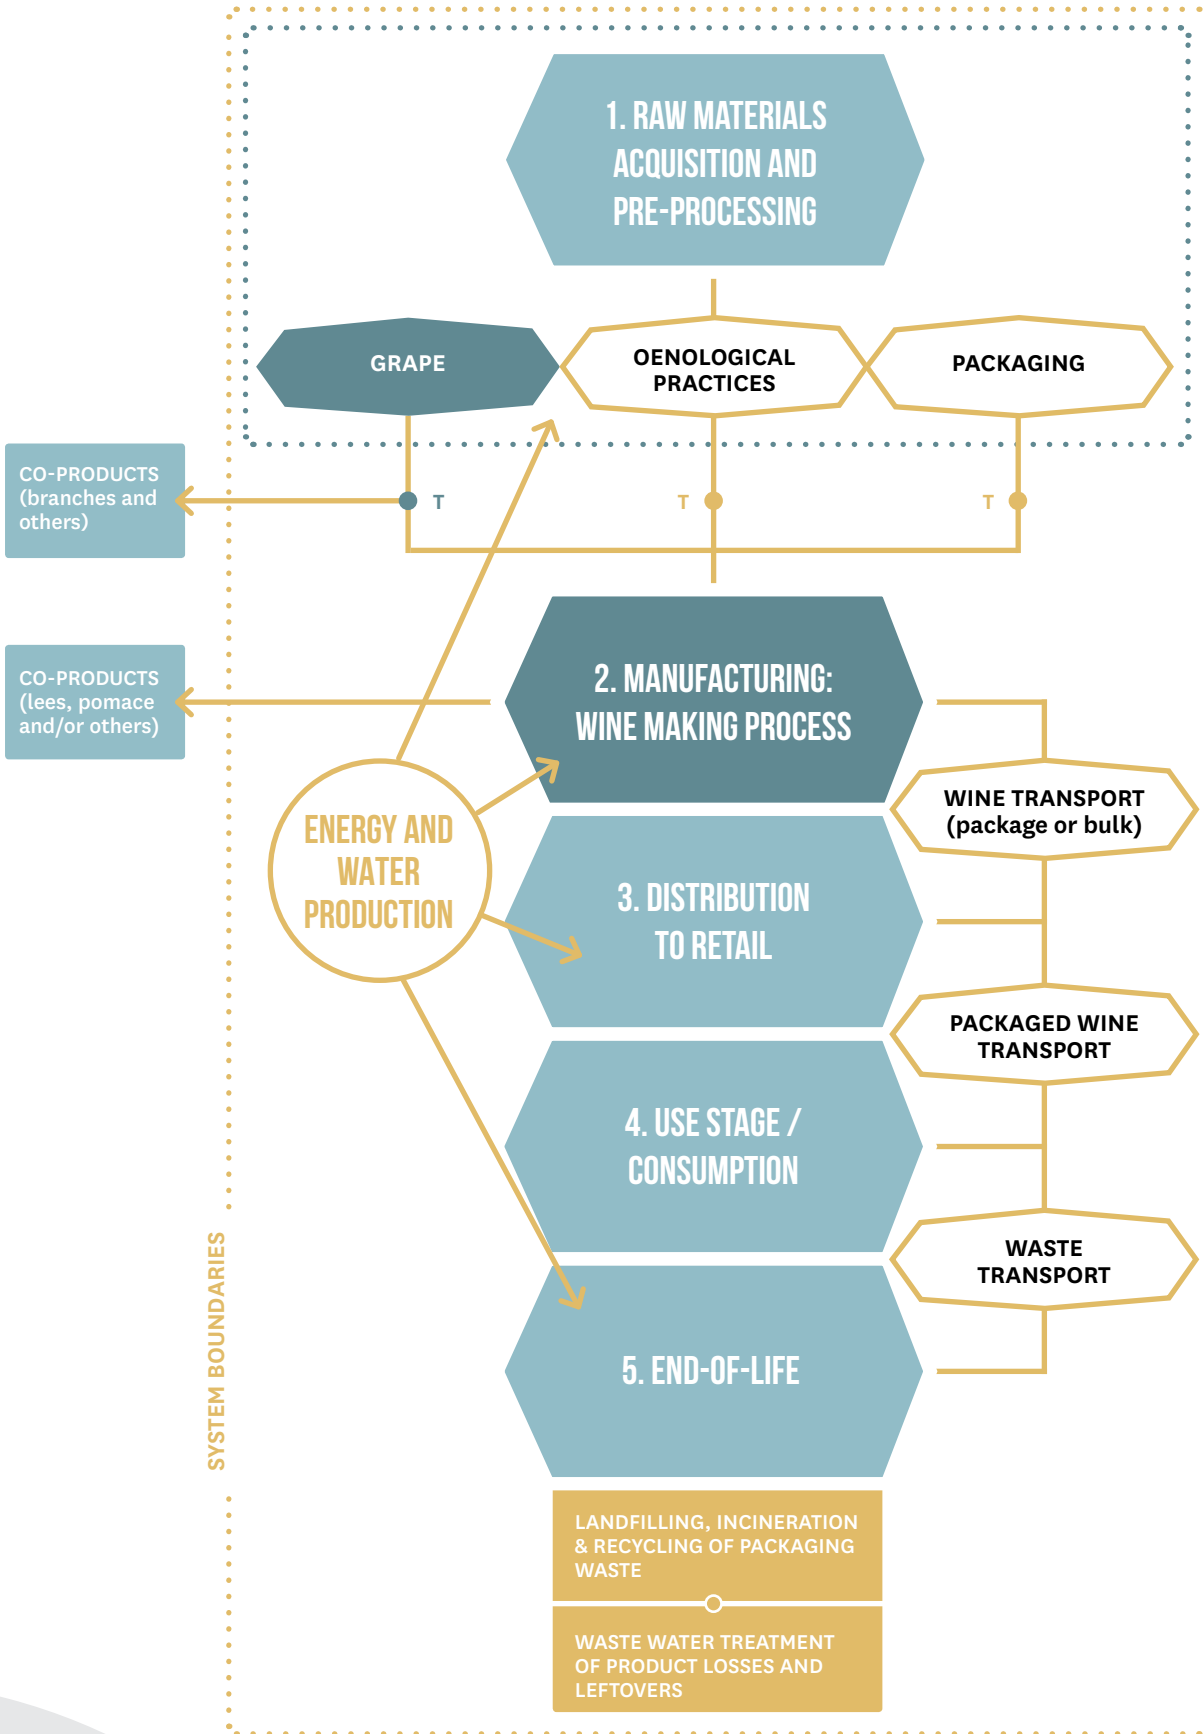 1. RAW MATERIALS
ACQUISITION AND
PRE-PROCESSING
GRAPE
OENOLOGICAL
PRACTICES
PACKAGING
CO-PRODUCTS
(branches and
others)
T
T
T
2. MANUFACTURING:
WINE MAKING PROCESS
CO-PRODUCTS
(lees, pomace
and/or others)
WINE TRANSPORT
(package or bulk)
ENERGY AND
WATER
PRODUCTION
3. DISTRIBUTION
TO RETAIL
PACKAGED WINE
TRANSPORT
4. USE STAGE /
CONSUMPTION
WASTE
TRANSPORT
SYSTEM BOUNDARIES
5. END-OF-LIFE
LANDFILLING, INCINERATION
& RECYCLING OF PACKAGING
WASTE
WASTE WATER TREATMENT
OF PRODUCT LOSSES AND
LEFTOVERS